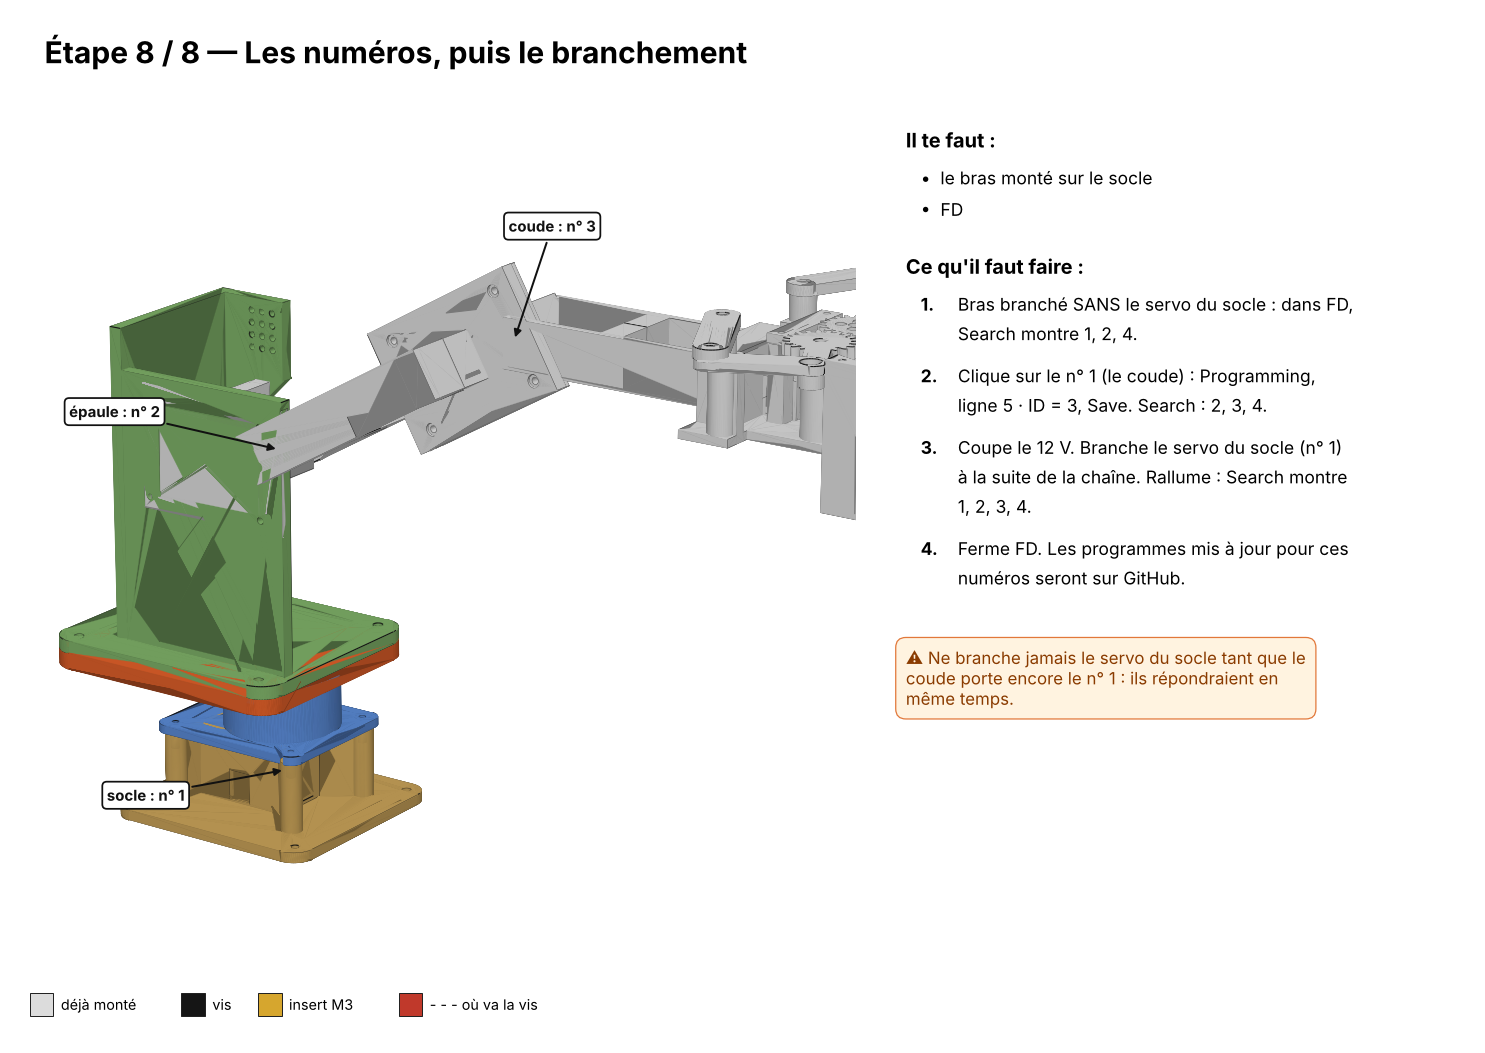 Étape 8 / 8 — Les numéros, puis le branchement
Il te faut :
• le bras monté sur le socle
• FD
Ce qu'il faut faire :
1. Bras branché SANS le servo du socle : dans FD,
Search montre 1, 2, 4.
2. Clique sur le n° 1 (le coude) : Programming,
ligne 5 · ID = 3, Save. Search : 2, 3, 4.
3. Coupe le 12 V. Branche le servo du socle (n° 1)
à la suite de la chaîne. Rallume : Search montre
1, 2, 3, 4.
4. Ferme FD. Les programmes mis à jour pour ces
numéros seront sur GitHub.
⚠ Ne branche jamais le servo du socle tant que le
coude porte encore le n° 1 : ils répondraient en
même temps.
coude : n° 3
épaule : n° 2
socle : n° 1
déjà monté
vis
insert M3
- - - où va la vis